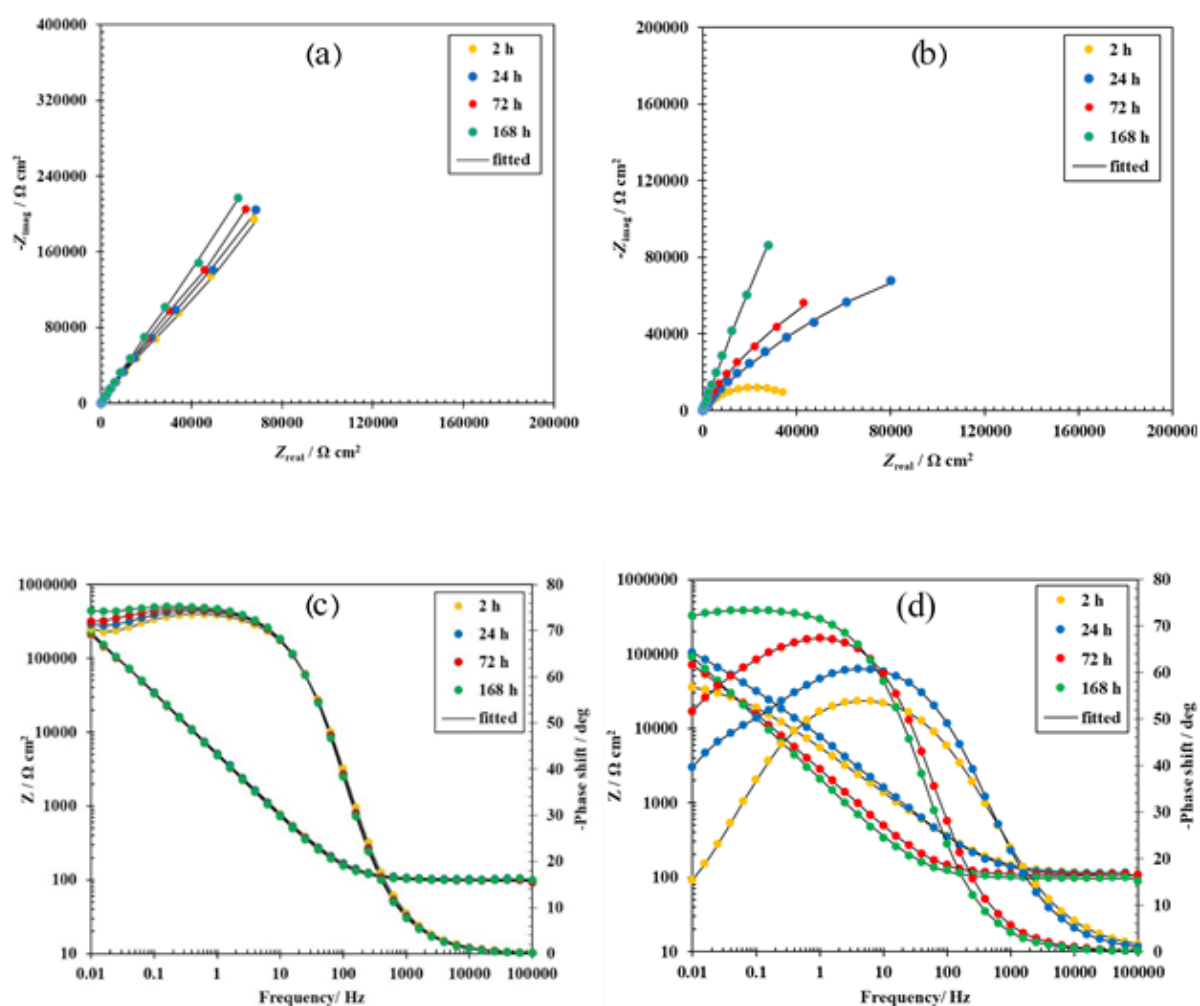 (a)
2 h
24 h
72 h
168 h
fitted
400000
320000
240000
160000
80000
0
-Zimag / Ω cm²
0
40000
80000
120000
160000
200000
Zreal / Ω cm²
(b)
2 h
24 h
72 h
168 h
fitted
200000
160000
120000
80000
40000
0
-Zimag / Ω cm²
0
40000
80000
120000
160000
200000
Zreal / Ω cm²
(c)
2 h
24 h
72 h
168 h
fitted
1000000
100000
10000
1000
100
10
Z / Ω cm²
80
70
60
50
40
30
20
10
0
-Phase shift / deg
0.01
0.1
1
10
100
1000
10000
100000
Frequency/ Hz
(d)
2 h
24 h
72 h
168 h
fitted
1000000
100000
10000
1000
100
10
Z / Ω cm²
80
70
60
50
40
30
20
10
0
-Phase shift / deg
0.01
0.1
1
10
100
1000
10000
100000
Frequency/ Hz